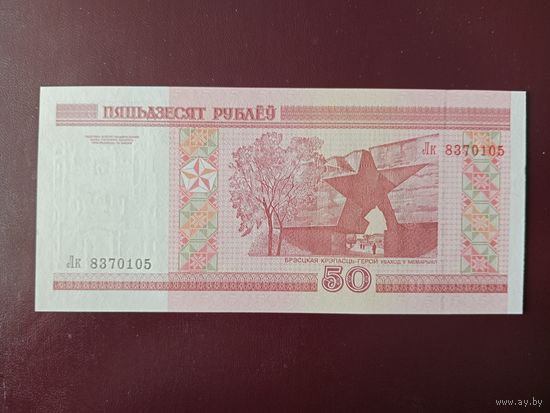 ПЯЦЬДЗЕСЯТ РУБЛЁЎ
Лк 8370105
Лк 8370105
БРЭСЦКАЯ КРЭПАСЦЬ-ГЕРОЙ УВАХОД У МЕМАРЫЯЛ
50
www.ay.by